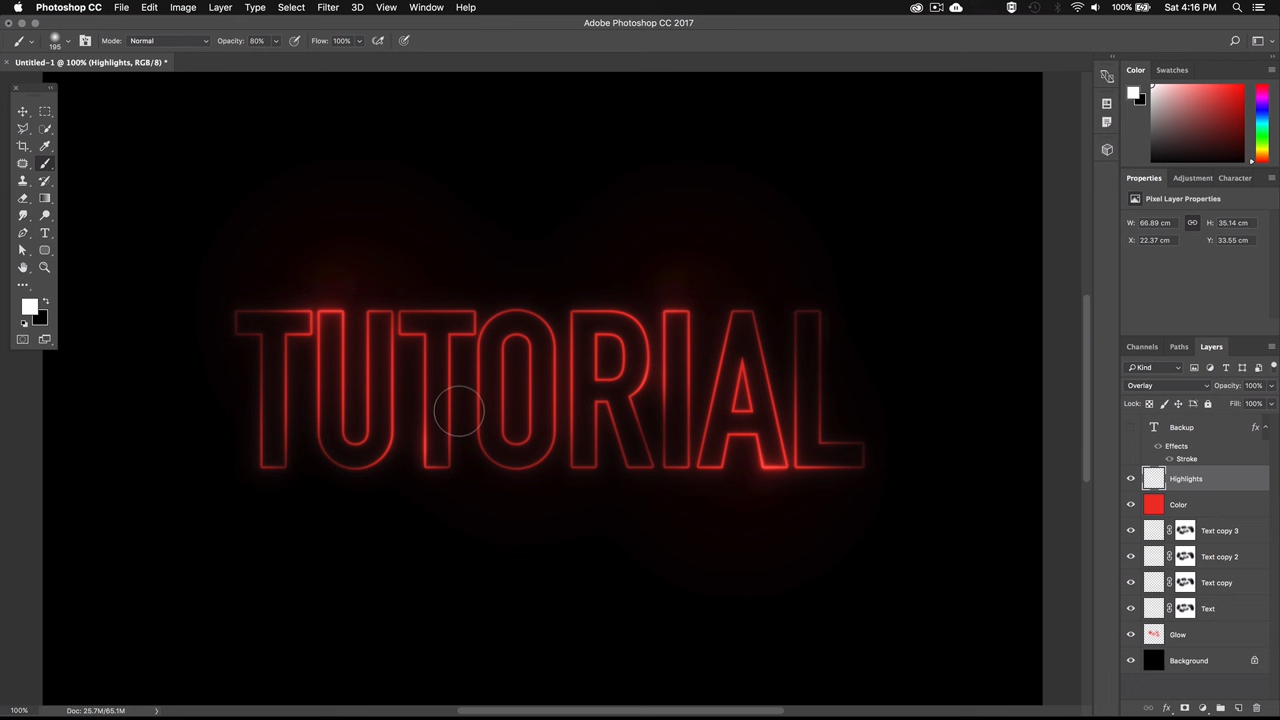 Photoshop CC File Edit Image Layer Type Select Filter 3D View Window Help 100% Sat 4:16 PM
Adobe Photoshop CC 2017
195 Mode: Normal Opacity: 80% Flow: 100%
× Untitled-1 @ 100% (Highlights, RGB/8) *
Color Swatches
Properties Adjustment Character
Pixel Layer Properties
W: 66.89 cm H: 35.14 cm
X: 22.37 cm Y: 33.55 cm
TUTORIAL
Channels Paths Layers
Kind
Overlay Opacity: 100%
Lock: Fill: 100%
T Backup fx
Effects
Stroke
Highlights
Color
Text copy 3
Text copy 2
Text copy
Text
Glow
Background
100% Doc: 25.7M/65.1M
fx